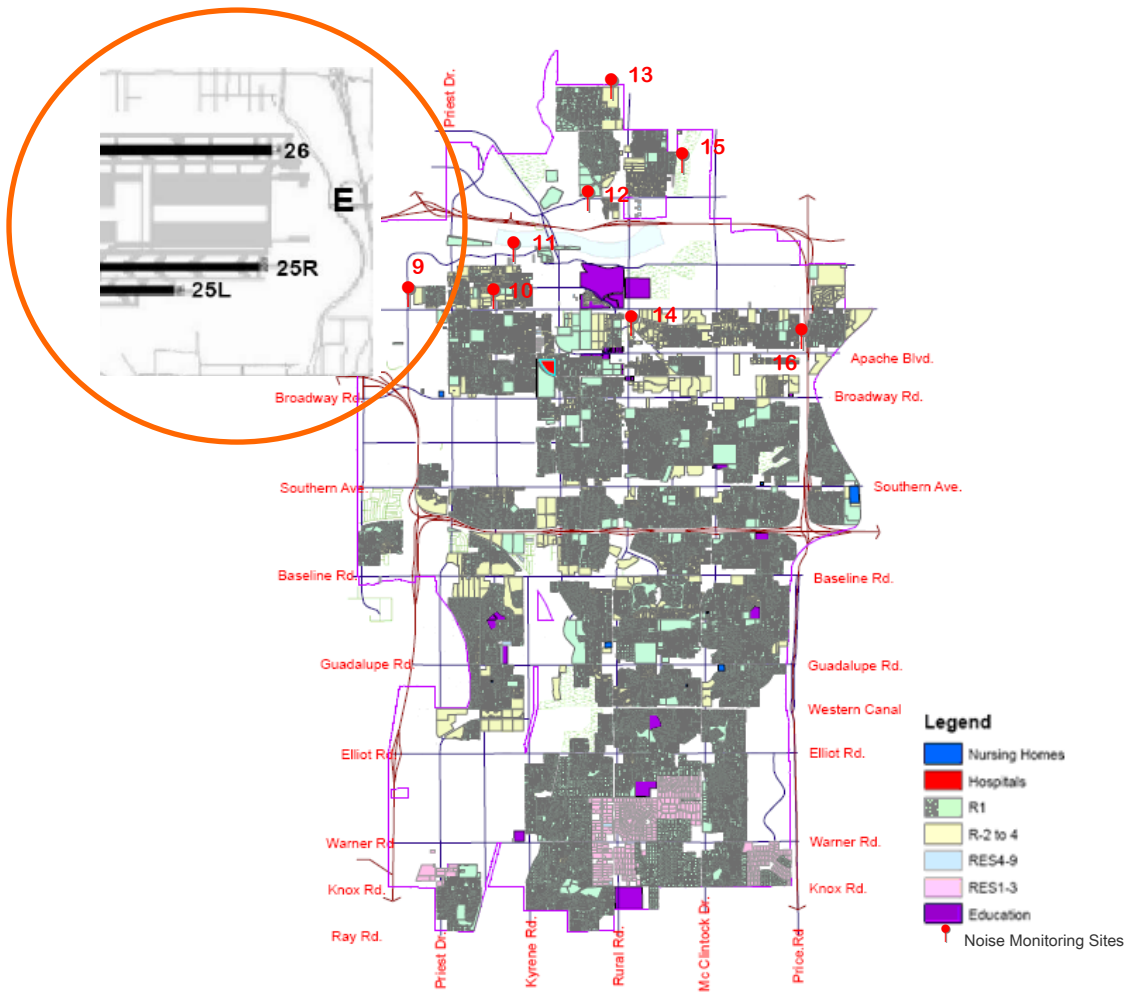 Priest Dr.
13
26
15
E
12
11
25R
9
25L
10
14
16
Apache Blvd.
Broadway Rd.
Broadway Rd.
Southern Ave.
Southern Ave.
Baseline Rd.
Baseline Rd.
Guadalupe Rd.
Guadalupe Rd.
Western Canal
Elliot Rd.
Elliot Rd.
Warner Rd.
Warner Rd.
Knox Rd.
Knox Rd.
Ray Rd.
Priest Dr.
Kyrene Rd.
Rural Rd.
Mc Clintock Dr.
Price.Rd
Legend
Nursing Homes
Hospitals
R1
R-2 to 4
RES4-9
RES1-3
Education
Noise Monitoring Sites